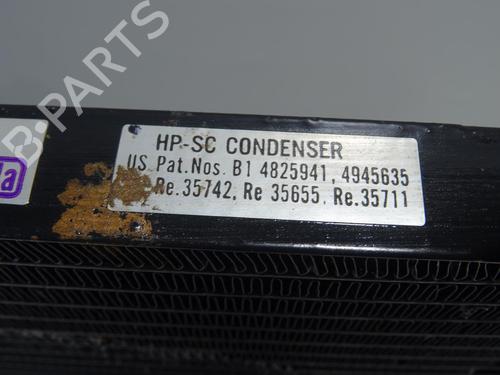 B-PARTS
HP-SC CONDENSER
US. Pat. Nos. B1 4825941, 4945635
Re.35742, Re 35655, Re.35711